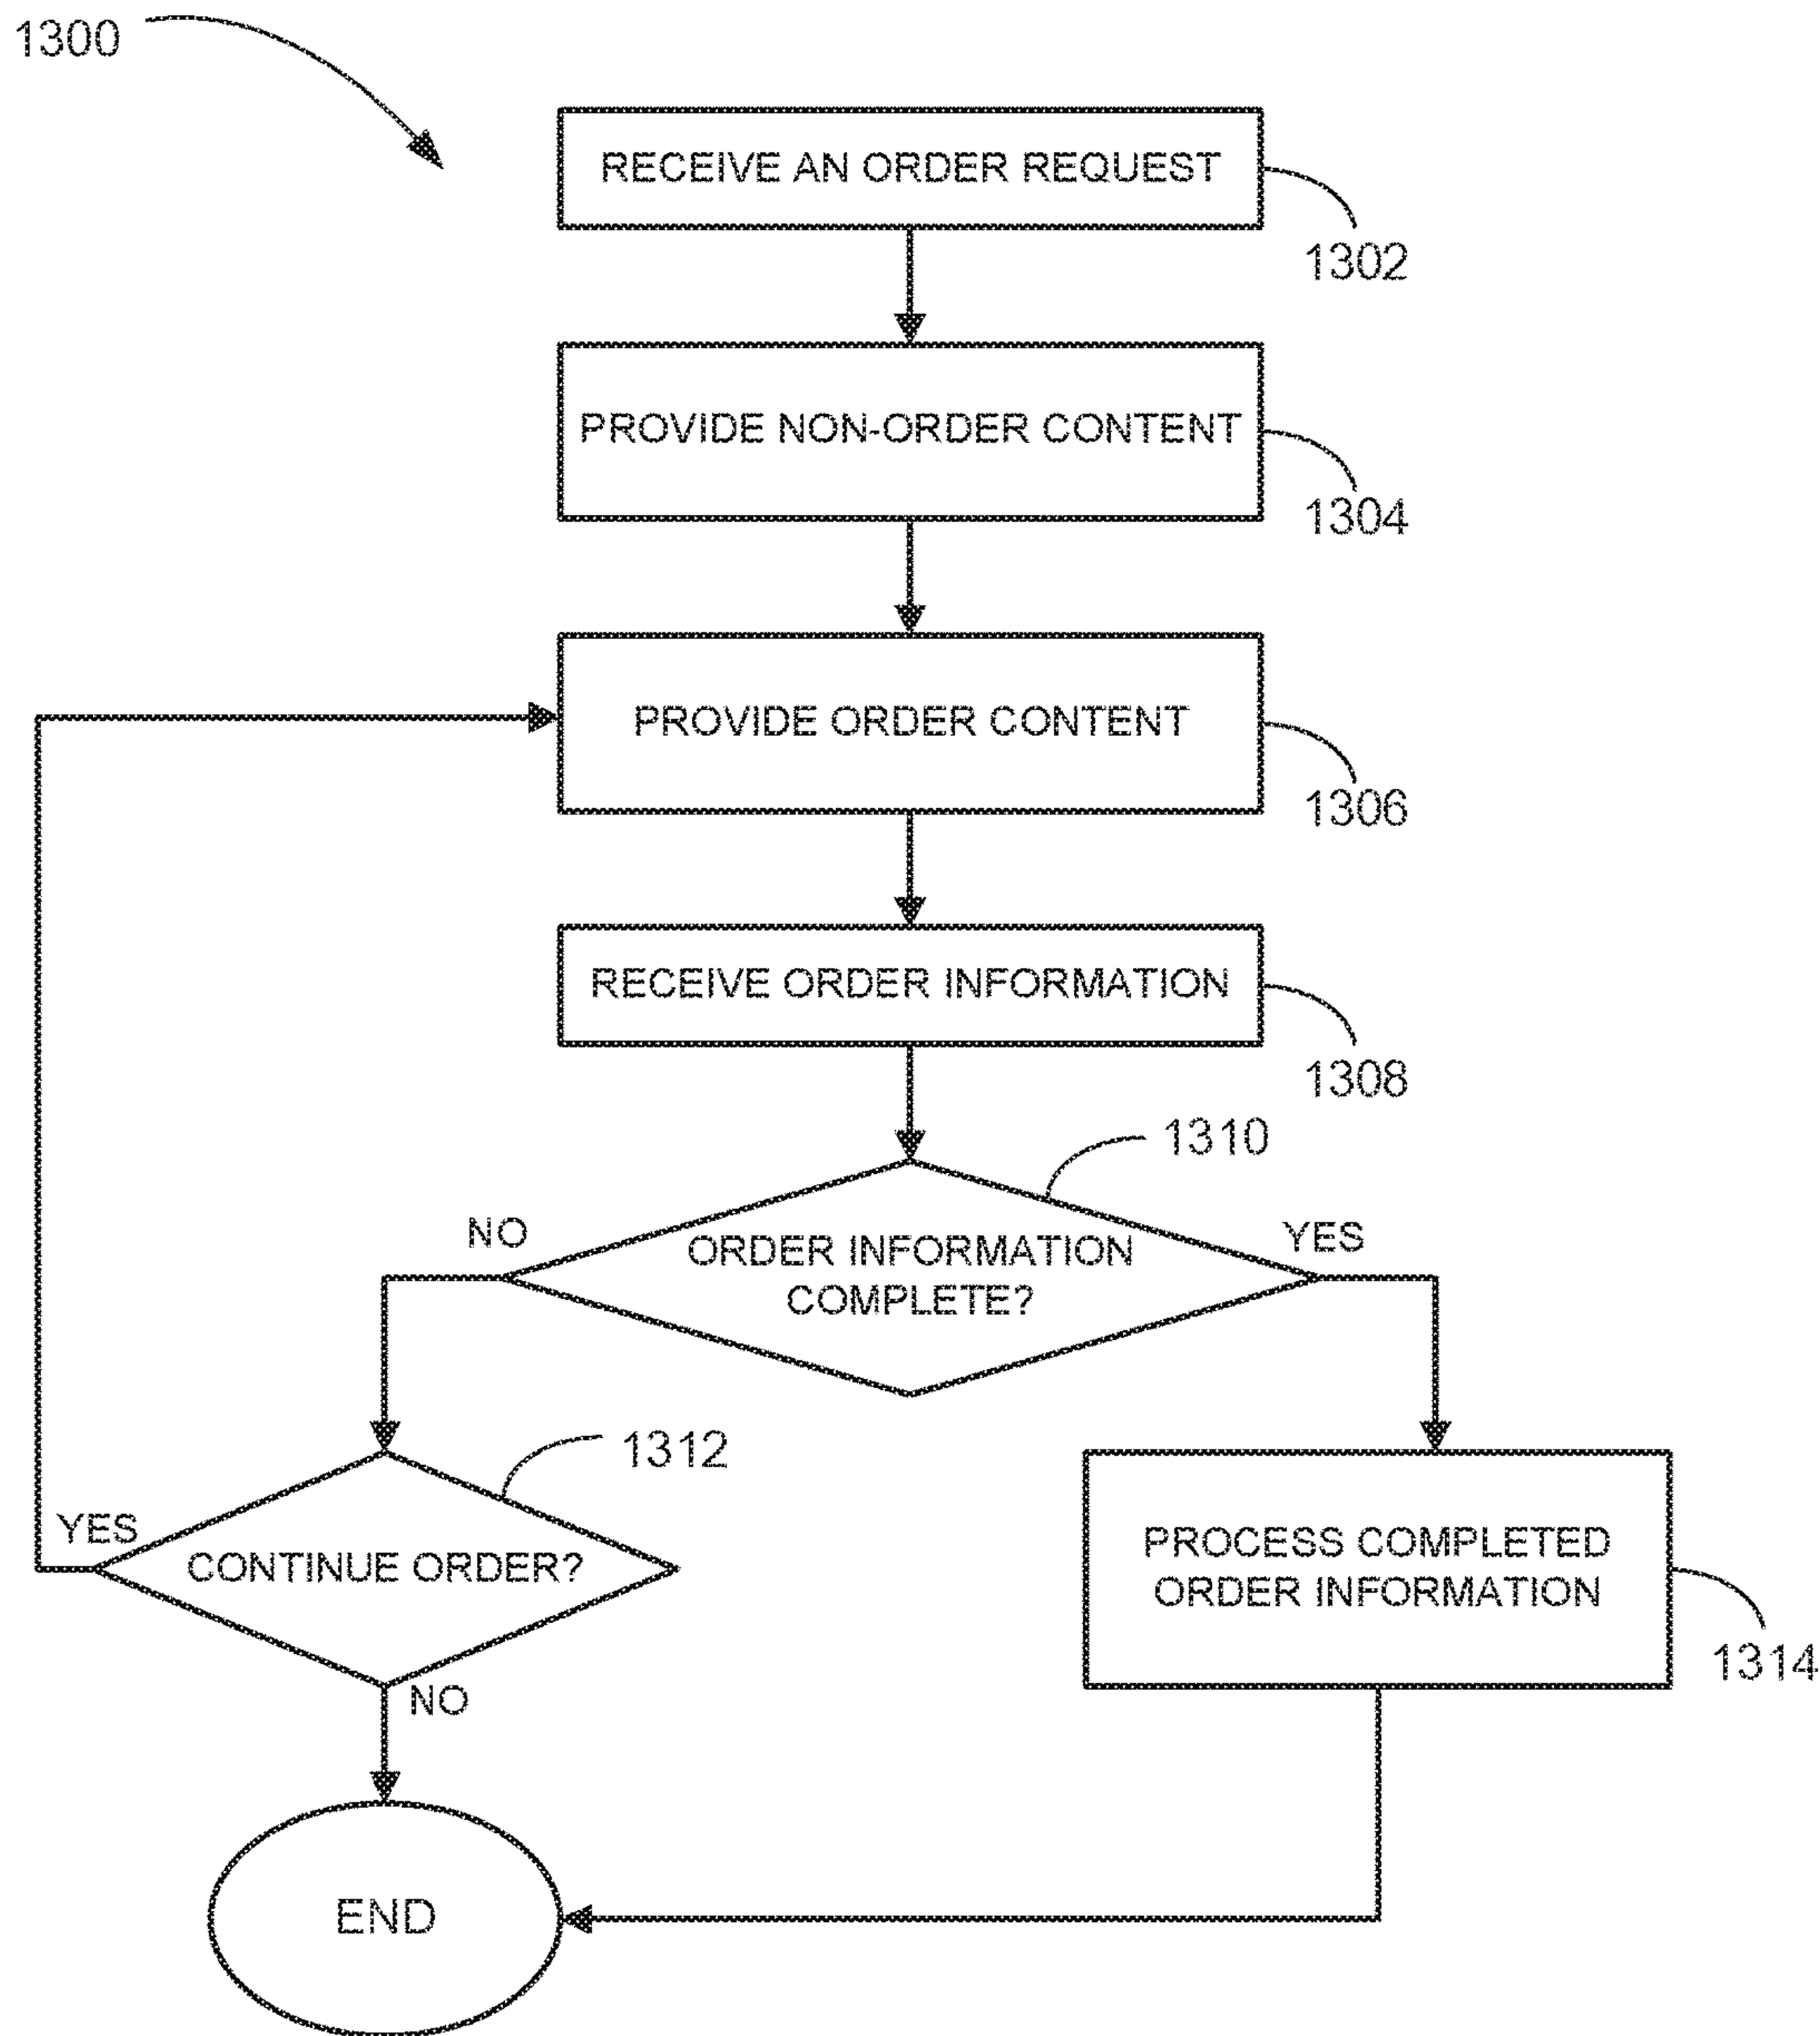 1300
RECEIVE AN ORDER REQUEST
1302
PROVIDE NON-ORDER CONTENT
1304
PROVIDE ORDER CONTENT
1306
RECEIVE ORDER INFORMATION
1308
1310
NO
YES
ORDER INFORMATION
COMPLETE?
1312
YES
CONTINUE ORDER?
PROCESS COMPLETED
ORDER INFORMATION
1314
NO
END